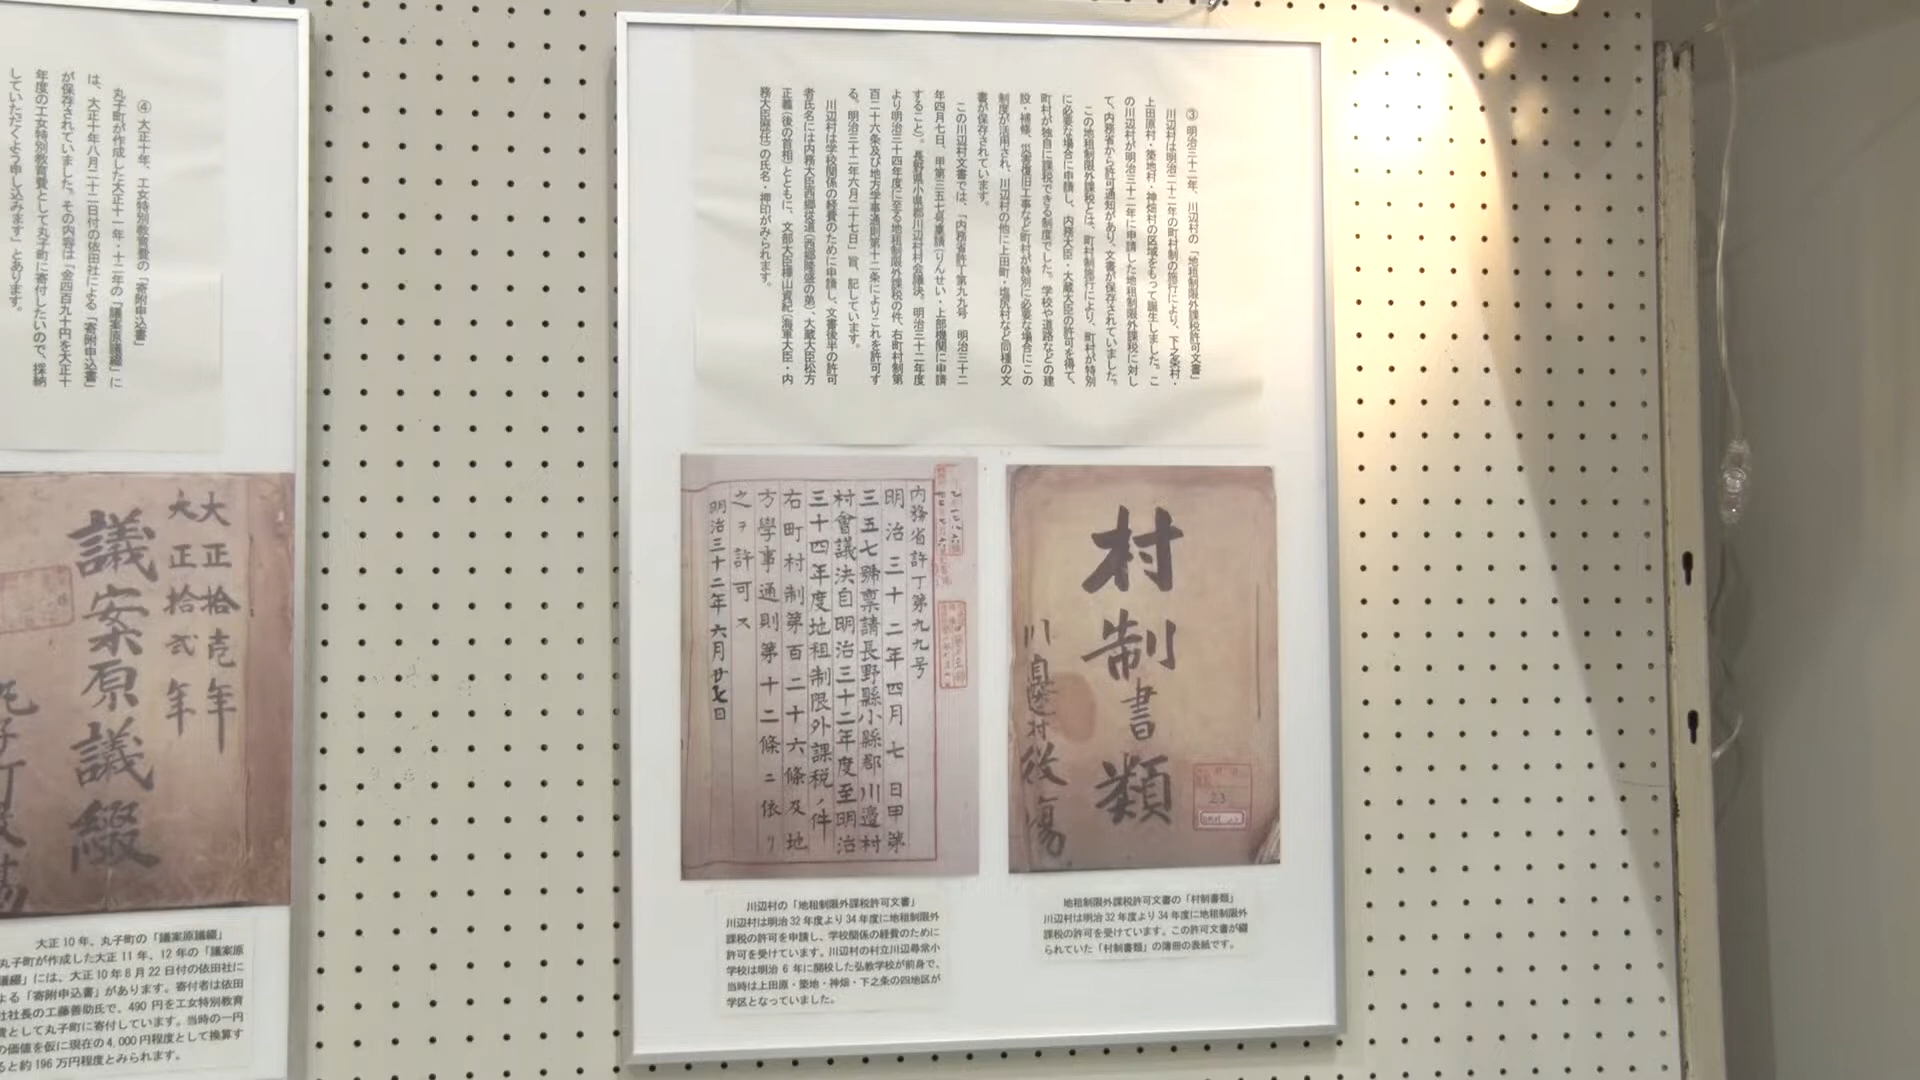 ③ 明治三十二年、川辺村の「地租制限外課税許可文書」
川辺村は明治二十二年の町村制の施行により、下之条村・
上田原村・築地村・神畑村の区域をもって誕生しました。こ
の川辺村が明治三十二年に申請した地租制限外課税に対し
て、内務省から許可通知があり、文書が保存されていました。
この地租制限外課税とは、町村制施行により、町村が特別
に必要な場合に申請し、内務大臣・大蔵大臣の許可を得て、
町村が独自に課税できる制度でした。学校や道路などの建
設・補修、災害復旧工事など町村が特別に必要な場合にこの
制度が活用され、川辺村の他に上田町・塩尻村など同種の文
書が保存されています。
この川辺村文書では、「内務省許丁第九九号 明治三十二
年四月七日、甲第三五七号稟請(りんせい・上部機関に申請
すること)。長野県小県郡川辺村村会議決、明治三十二年度
より明治三十四年度に至る地租制限外課税の件、右町村制第
百二十六条及び地方学事通則第十二条によりこれを許可す
る。明治三十二年六月二十七日」旨、記しています。
川辺村は学校関係の経費のために申請し、文書後半の許可
者氏名には内務大臣西郷従道(西郷隆盛の弟)、大蔵大臣松方
正義(後の首相)とともに、文部大臣樺山資紀(海軍大臣・内
務大臣歴任)の氏名・押印がみられます。
村制書類
川邉村役場
23
内務省許丁第九九号
明治三十二年四月七日甲第
三五七號稟請長野縣小縣郡川邉村
村會議決自明治三十二年度至明治
三十四年度地租制限外課税ノ件
右町村制第百二十六條及地
方學事通則第十二條ニ依リ
之ヲ許可ス
明治三十二年六月廿七日
地租制限外課税許可文書の「村制書類」
川辺村は明治32年度より34年度に地租制限外
課税の許可を受けています。この許可文書が綴
られていた「村制書類」の簿冊の表紙です。
川辺村の「地租制限外課税許可文書」
川辺村は明治32年度より34年度に地租制限外
課税の許可を申請し、学校関係の経費のために
許可を受けています。川辺村の村立川辺尋常小
学校は明治6年に開校した弘教学校が前身で、
当時は上田原・築地・神畑・下之条の四地区が
学区となっていました。
④ 大正十年、工女特別教育費の「寄附申込書」
丸子町が作成した大正十一年・十二年の「議案原議綴」に
は、大正十年八月二十二日付の依田社による「寄附申込書」
が保存されていました。その内容は「金四百九十円を大正十
年度の工女特別教育費として丸子町に寄付したいので、採納
していただくよう申し込みます」とあります。
大正拾壱年
大正拾弐年
議案原議綴
大正10年、丸子町の「議案原議綴」
丸子町が作成した大正11年、12年の「議案原
議綴」には、大正10年8月22日付の依田社に
よる「寄附申込書」があります。寄付者は依田
社社長の工藤善助氏で、490円を工女特別教育
費として丸子町に寄付しています。当時の一円
の価値を仮に現在の4,000円程度として換算す
ると約196万円程度とみられます。